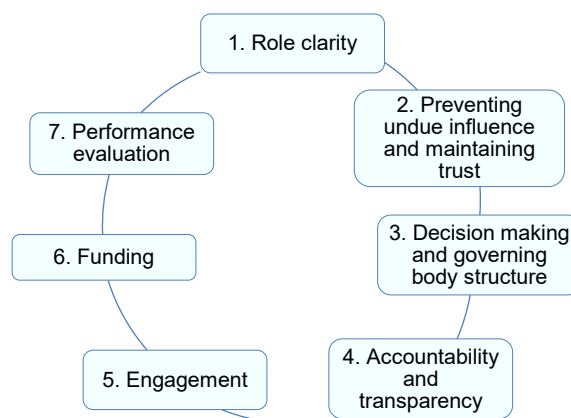 1. Role clarity
2. Preventing
undue influence
and maintaining
trust
3. Decision making
and governing
body structure
4. Accountability
and
transparency
5. Engagement
6. Funding
7. Performance
evaluation